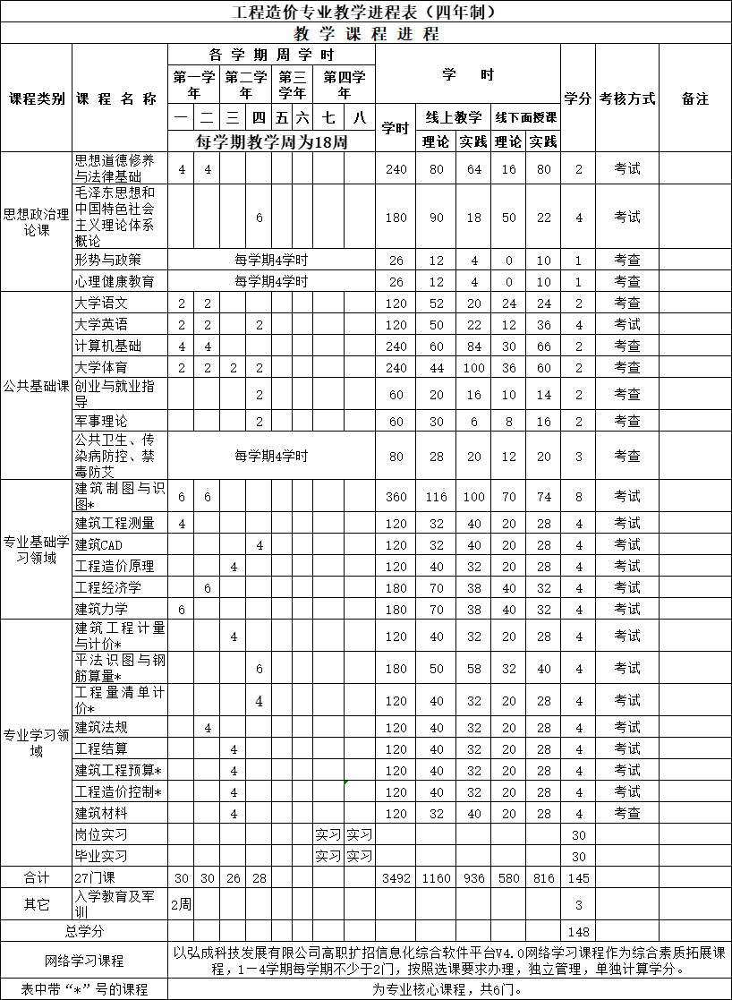 工程造价专业教学进程表（四年制）
教 学 课 程 进 程
课程类别 课 程 名 称 各 学 期 周 学 时 学 时 学分 考核方式 备注
第一学年 第二学年 第三学年 第四学年
一 二 三 四 五 六 七 八 学时 线上教学 线下面授课
每学期教学周为18周 理论 实践 理论 实践
思想政治理论课
思想道德修养与法律基础 4 4 240 80 64 16 80 2 考试
毛泽东思想和中国特色社会主义理论体系概论 6 180 90 18 50 22 4 考试
形势与政策 每学期4学时 26 12 4 0 10 1 考查
心理健康教育 每学期4学时 26 12 4 0 10 1 考查
公共基础课
大学语文 2 2 120 52 20 24 24 2 考查
大学英语 2 2 2 120 50 22 12 36 4 考试
计算机基础 4 4 240 60 84 30 66 2 考查
大学体育 2 2 2 2 240 44 100 36 60 2 考查
创业与就业指导 2 60 20 16 10 14 2 考查
军事理论 2 60 30 6 8 16 2 考查
公共卫生、传染病防控、禁毒防艾 每学期4学时 80 28 20 12 20 3 考查
专业基础学习领域
建筑制图与识图* 6 6 360 116 100 70 74 8 考试
建筑工程测量 4 120 32 40 20 28 4 考试
建筑CAD 4 120 32 40 20 28 4 考试
工程造价原理 4 120 40 32 20 28 4 考试
工程经济学 6 180 70 38 40 32 4 考试
建筑力学 6 180 70 38 40 32 4 考试
专业学习领域
建筑工程计量与计价* 4 120 40 32 20 28 4 考试
平法识图与钢筋算量* 6 180 50 58 32 40 4 考试
工程量清单计价* 4 120 40 32 20 28 4 考试
建筑法规 4 120 40 32 20 28 4 考试
工程结算 4 120 40 32 20 28 4 考试
建筑工程预算* 4 120 40 32 20 28 4 考试
工程造价控制* 4 120 40 32 20 28 4 考试
建筑材料 4 120 32 40 20 28 4 考查
岗位实习 实习 实习 30
毕业实习 实习 实习 30
合计 27门课 30 30 26 28 3492 1160 936 580 816 145
其它 入学教育及军训 2周 3
总学分 148
网络学习课程 以弘成科技发展有限公司高职扩招信息化综合软件平台V4.0网络学习课程作为综合素质拓展课
程，1－4学期每学期不少于2门，按照选课要求办理，独立管理，单独计算学分。
表中带“*”号的课程 为专业核心课程，共6门。